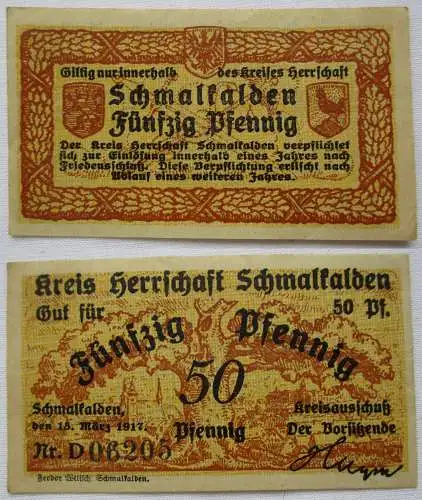 Giltig nur innerhalb des Kreises Herrschaft
Schmalkalden
Fünfzig Pfennig
Der Kreis Herrschaft Schmalkalden verpflichtet
sich zur Einlösung innerhalb eines Jahres nach
Friedensschluß. Diese Verpflichtung erlischt nach
Ablauf eines weiteren Jahres.
Kreis Herrschaft Schmalkalden
Gut für 50 Pf.
Fünfzig Pfennig
50
Pfennig
Schmalkalden,
den 15. März 1917.
Kreisausschuß
Der Vorsitzende
Nr. D 06205
Feodor Wilisch, Schmalkalden.